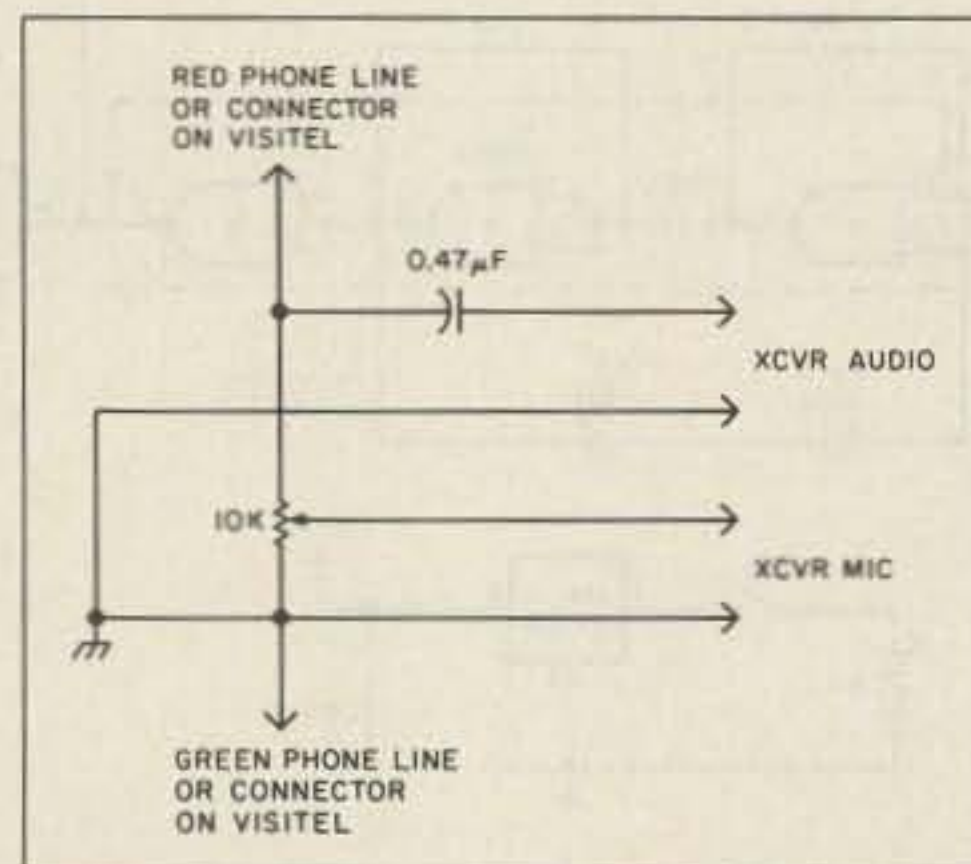 RED PHONE LINE
OR CONNECTOR
ON VISITEL
0.47μF
XCVR AUDIO
10K
XCVR MIC
GREEN PHONE LINE
OR CONNECTOR
ON VISITEL